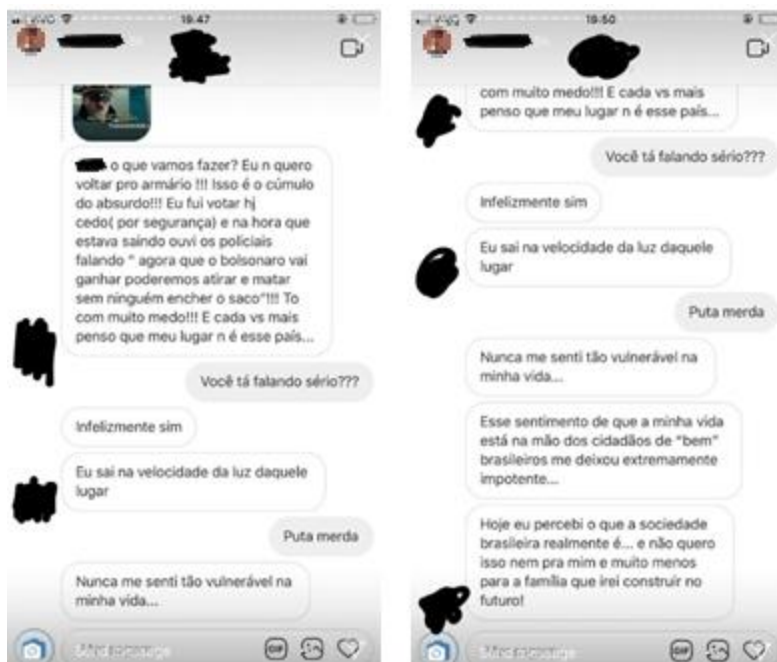 VIVO
19:47
o que vamos fazer? Eu n quero
voltar pro armário !!! Isso é o cúmulo
do absurdo!!! Eu fui votar hj
cedo( por segurança) e na hora que
estava saindo ouvi os policiais
falando " agora que o bolsonaro vai
ganhar poderemos atirar e matar
sem ninguém encher o saco"!!! To
com muito medo!!! E cada vs mais
penso que meu lugar n é esse país...
Você tá falando sério???
Infelizmente sim
Eu sai na velocidade da luz daquele
lugar
Puta merda
Nunca me senti tão vulnerável na
minha vida...
Send message
GIF
19:50
com muito medo!!! E cada vs mais
penso que meu lugar n é esse país...
Você tá falando sério???
Infelizmente sim
Eu sai na velocidade da luz daquele
lugar
Puta merda
Nunca me senti tão vulnerável na
minha vida...
Esse sentimento de que a minha vida
está na mão dos cidadãos de "bem"
brasileiros me deixou extremamente
impotente...
Hoje eu percebi o que a sociedade
brasileira realmente é... e não quero
isso nem pra mim e muito menos
para a família que irei construir no
futuro!
Send message
GIF